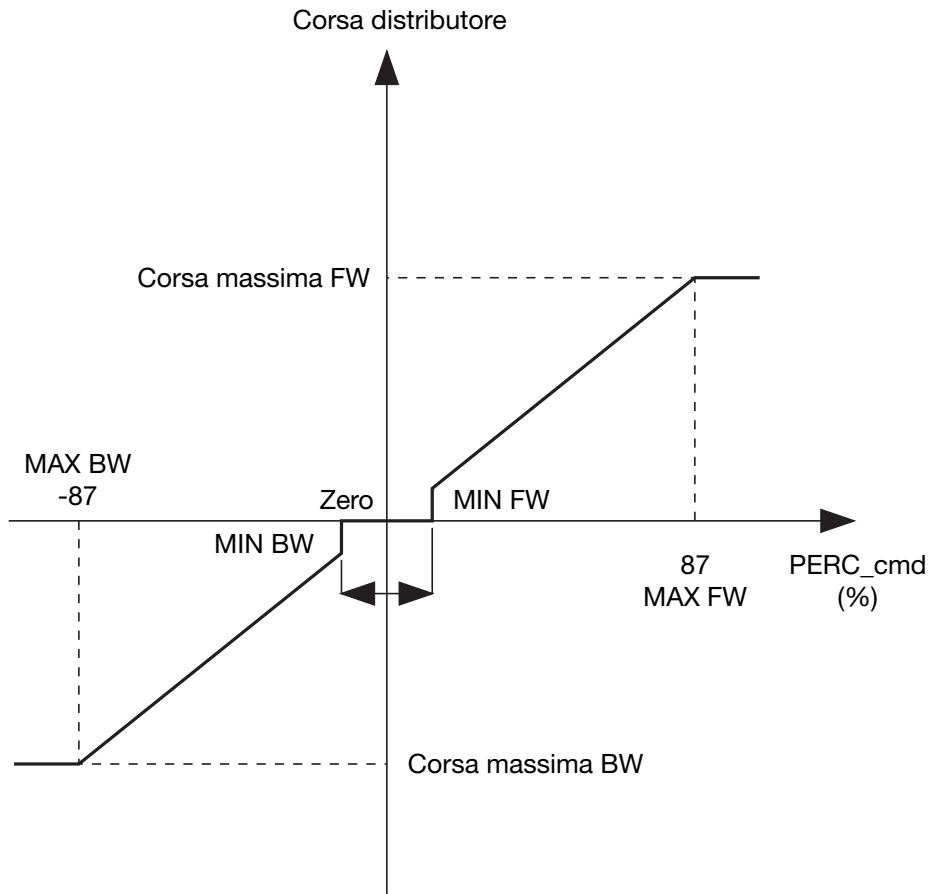 Corsa distributore
Corsa massima FW
MAX BW
-87
Zero
MIN FW
MIN BW
87
MAX FW
PERC_cmd
(%)
Corsa massima BW